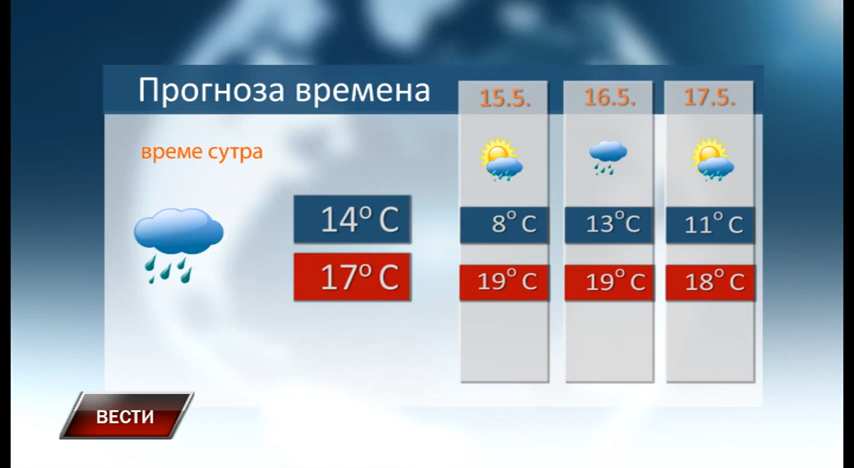 Прогноза времена
време сутра
14° C
17° C
15.5. 16.5. 17.5.
8° C 13°C 11° C
19° C 19° C 18° C
ВЕСТИ